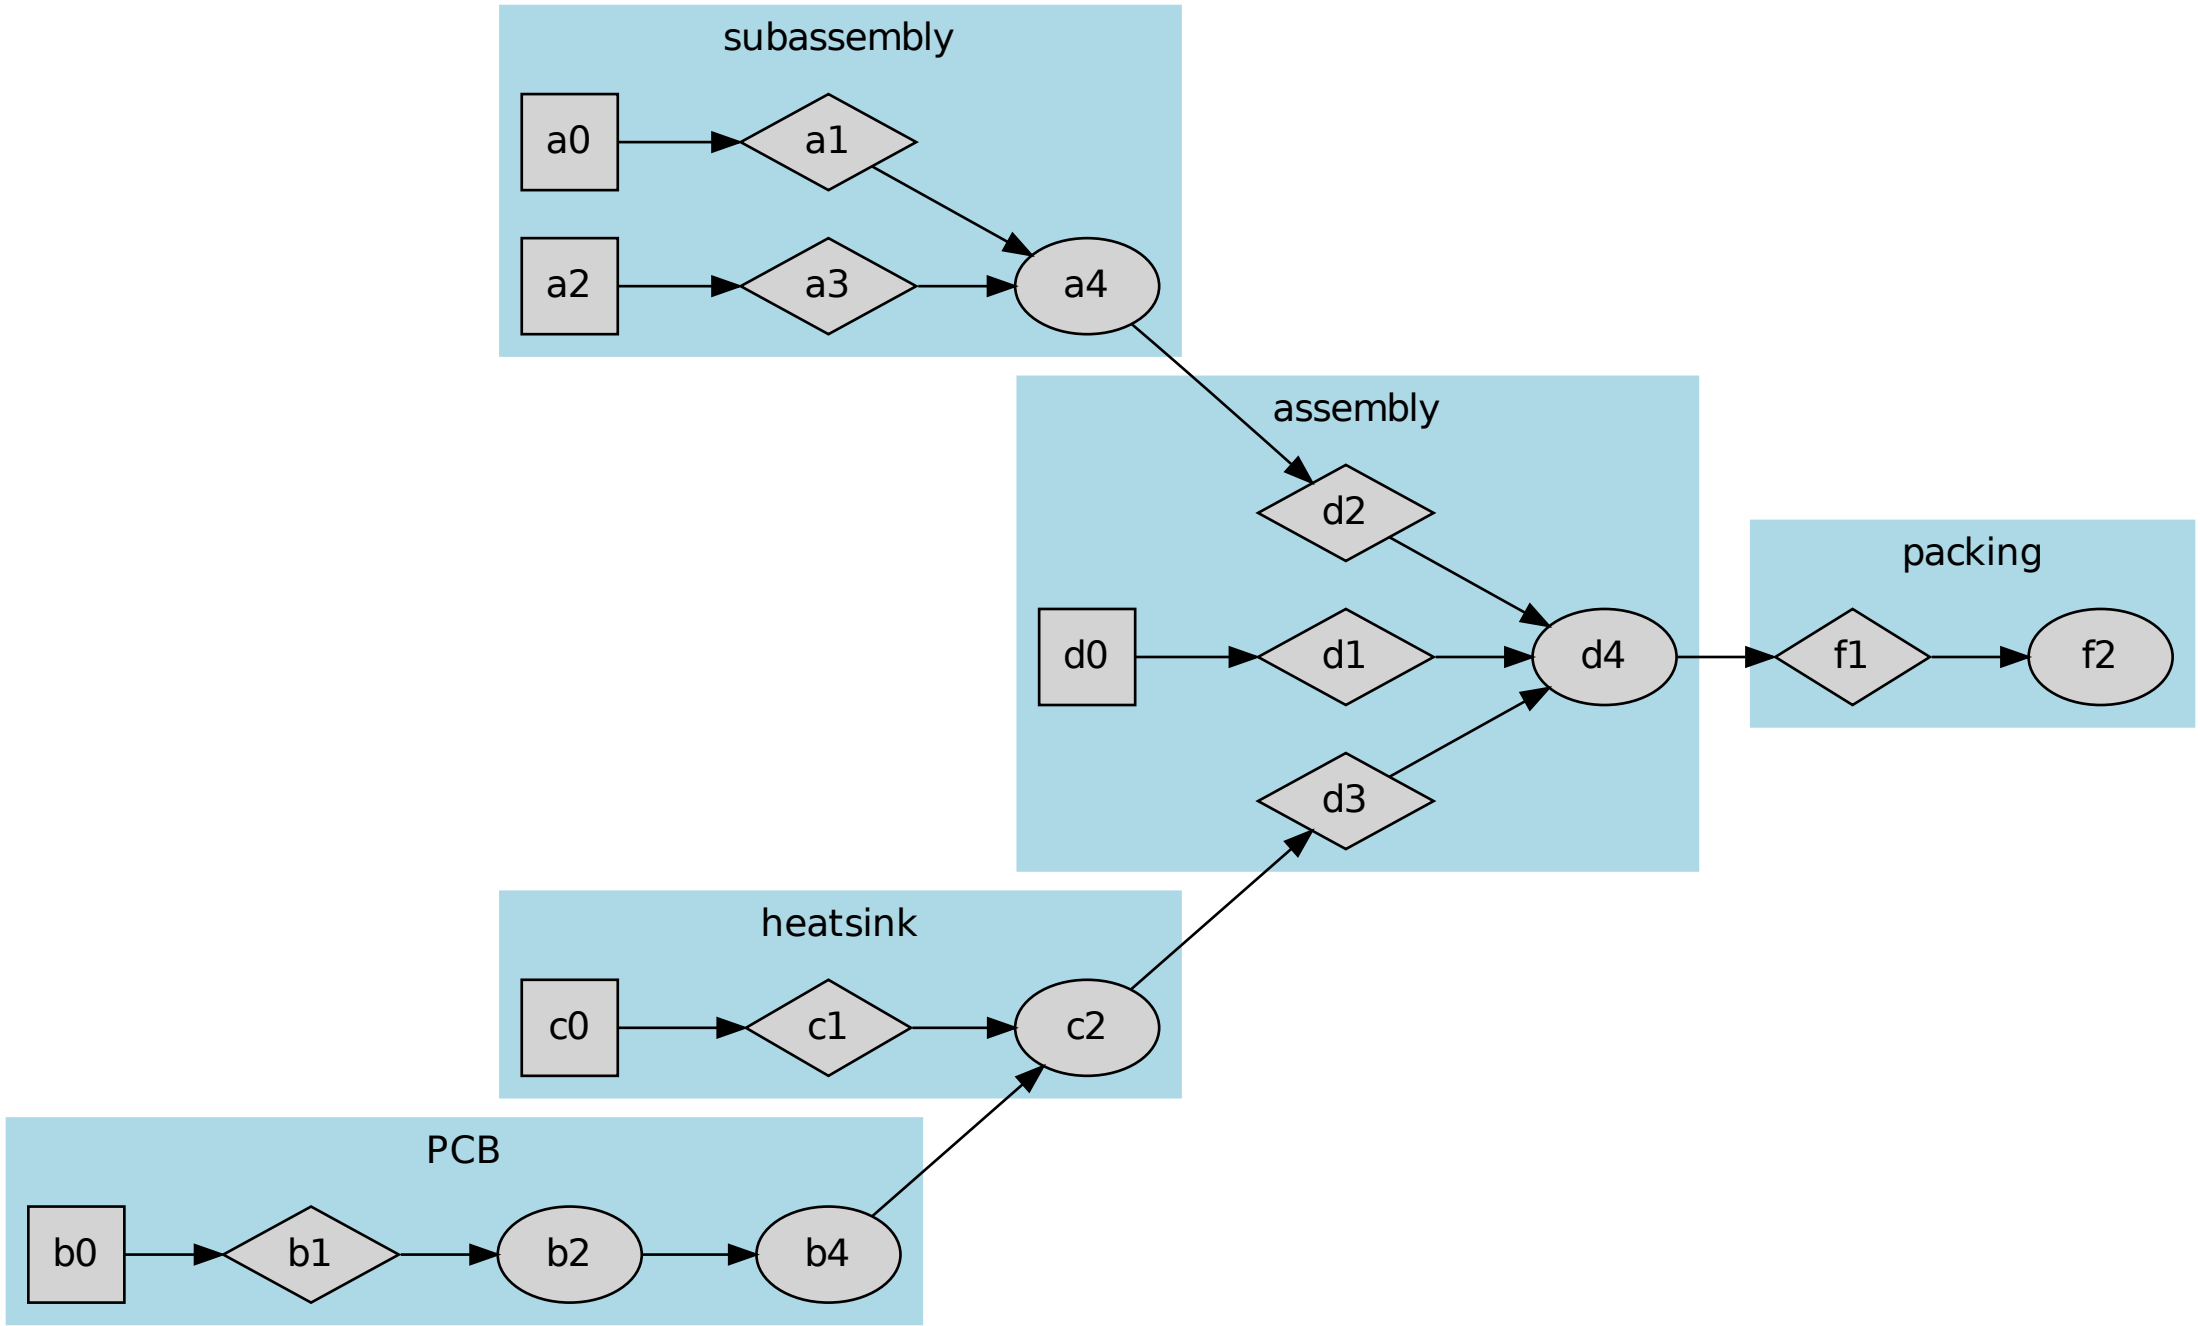 subassembly
a0 a1
a2 a3 a4
assembly
d2
packing
d0 d1 d4 f1 f2
d3
heatsink
c0 c1 c2
PCB
b0 b1 b2 b4